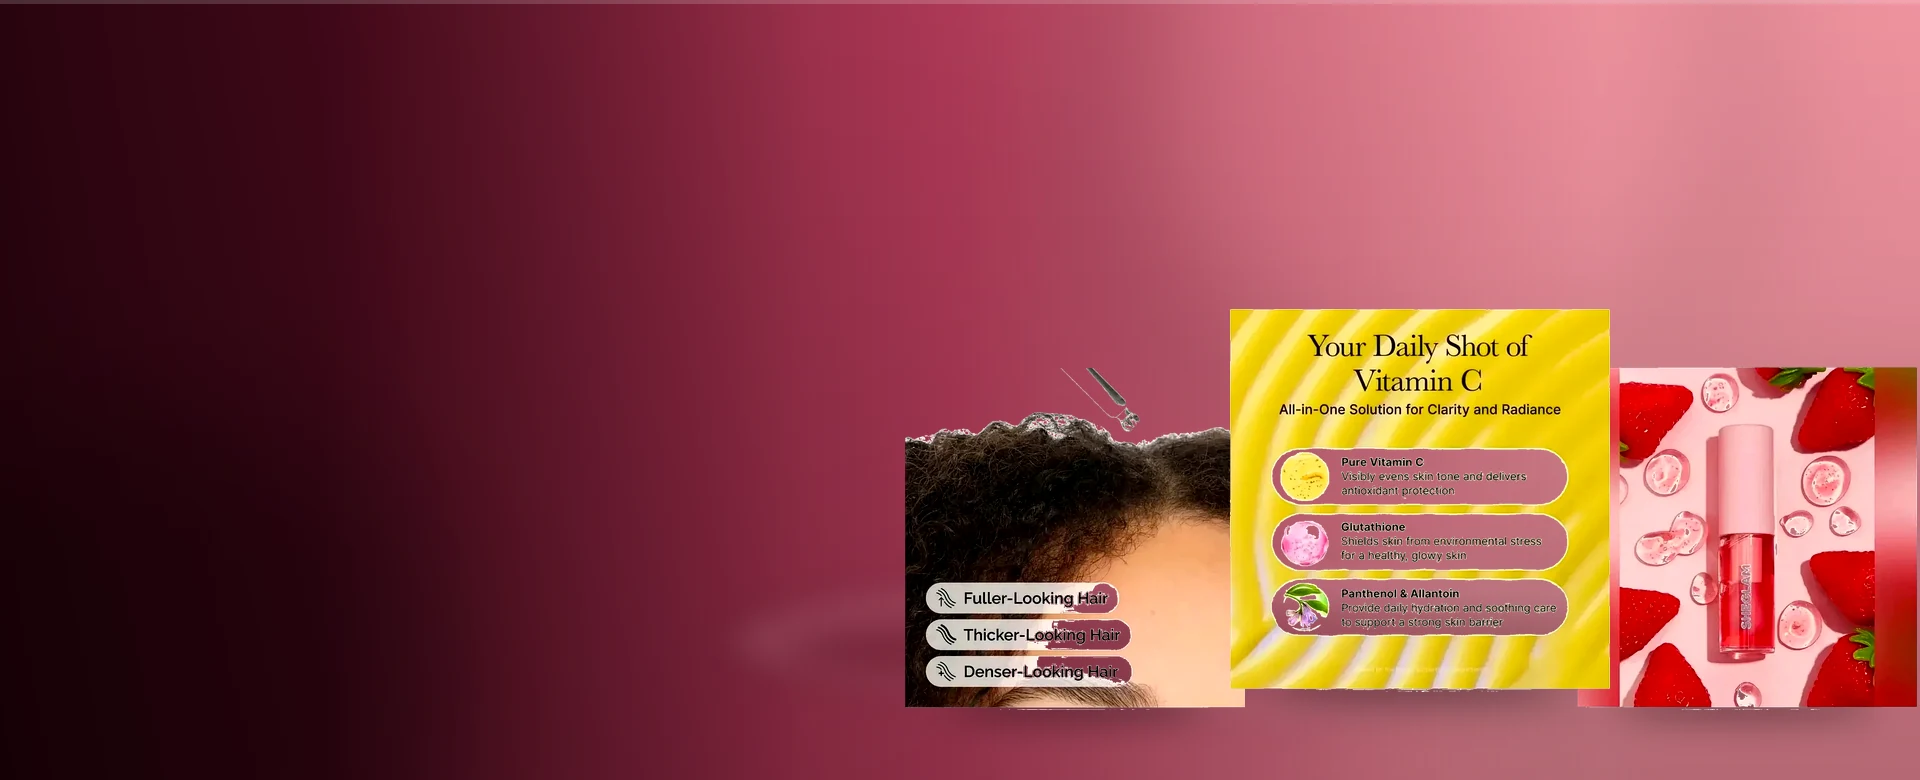 Fuller-Looking Hair
Thicker-Looking Hair
Denser-Looking Hair
Your Daily Shot of
Vitamin C
All-in-One Solution for Clarity and Radiance
Pure Vitamin C
Visibly evens skin tone and delivers
antioxidant protection
Glutathione
Shields skin from environmental stress
for a healthy, glowy skin
Panthenol & Allantoin
Provide daily hydration and soothing care
to support a strong skin barrier
SHEGLAM